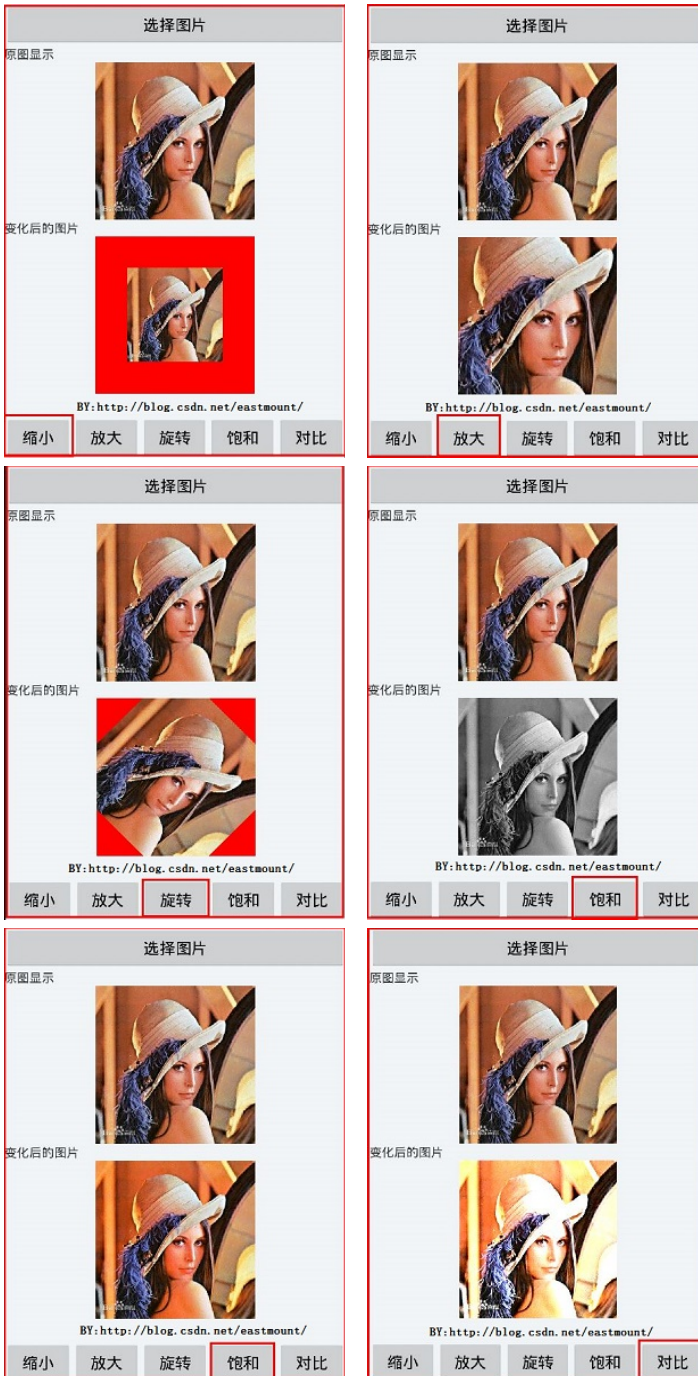 选择图片
原图显示
变化后的图片
BY:http://blog.csdn.net/eastmount/
缩小 放大 旋转 饱和 对比
选择图片
原图显示
变化后的图片
BY:http://blog.csdn.net/eastmount/
缩小 放大 旋转 饱和 对比
选择图片
原图显示
变化后的图片
BY:http://blog.csdn.net/eastmount/
缩小 放大 旋转 饱和 对比
选择图片
原图显示
变化后的图片
BY:http://blog.csdn.net/eastmount/
缩小 放大 旋转 饱和 对比
选择图片
原图显示
变化后的图片
BY:http://blog.csdn.net/eastmount/
缩小 放大 旋转 饱和 对比
选择图片
原图显示
变化后的图片
BY:http://blog.csdn.net/eastmount/
缩小 放大 旋转 饱和 对比